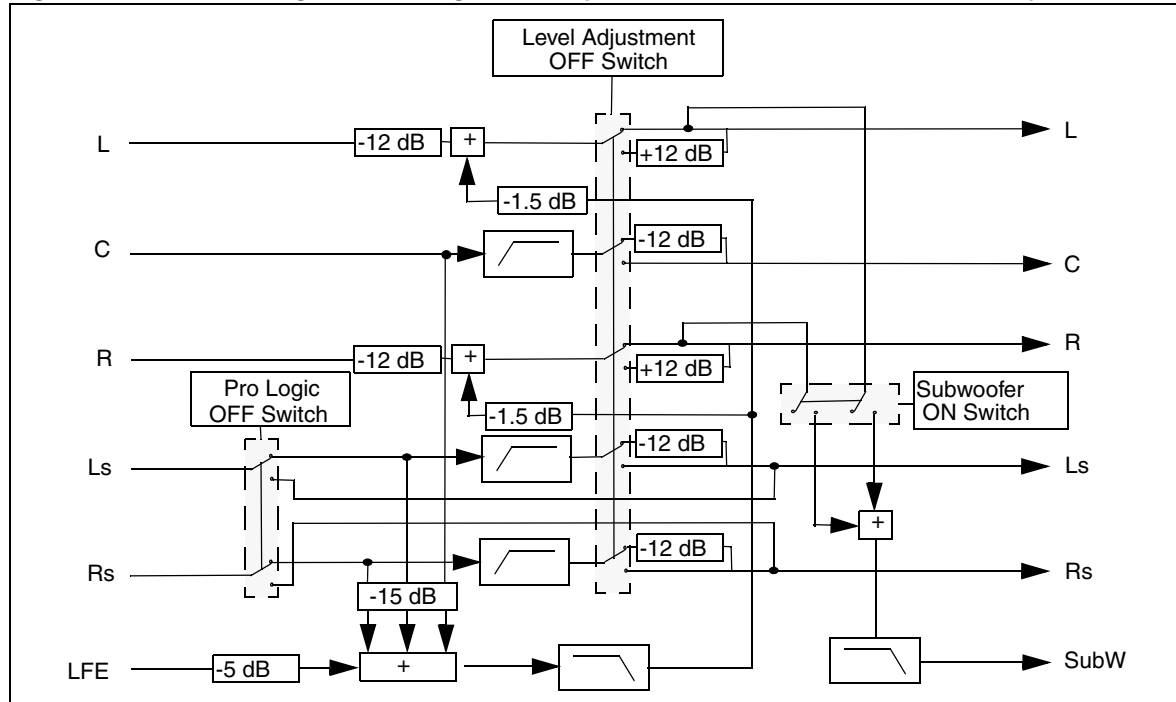 Level Adjustment
OFF Switch
L
-12 dB
+
L
+12 dB
-1.5 dB
C
-12 dB
C
R
-12 dB
+
R
+12 dB
Pro Logic
OFF Switch
-1.5 dB
Subwoofer
ON Switch
Ls
-12 dB
Ls
+
Rs
-12 dB
Rs
-15 dB
LFE
-5 dB
+
SubW